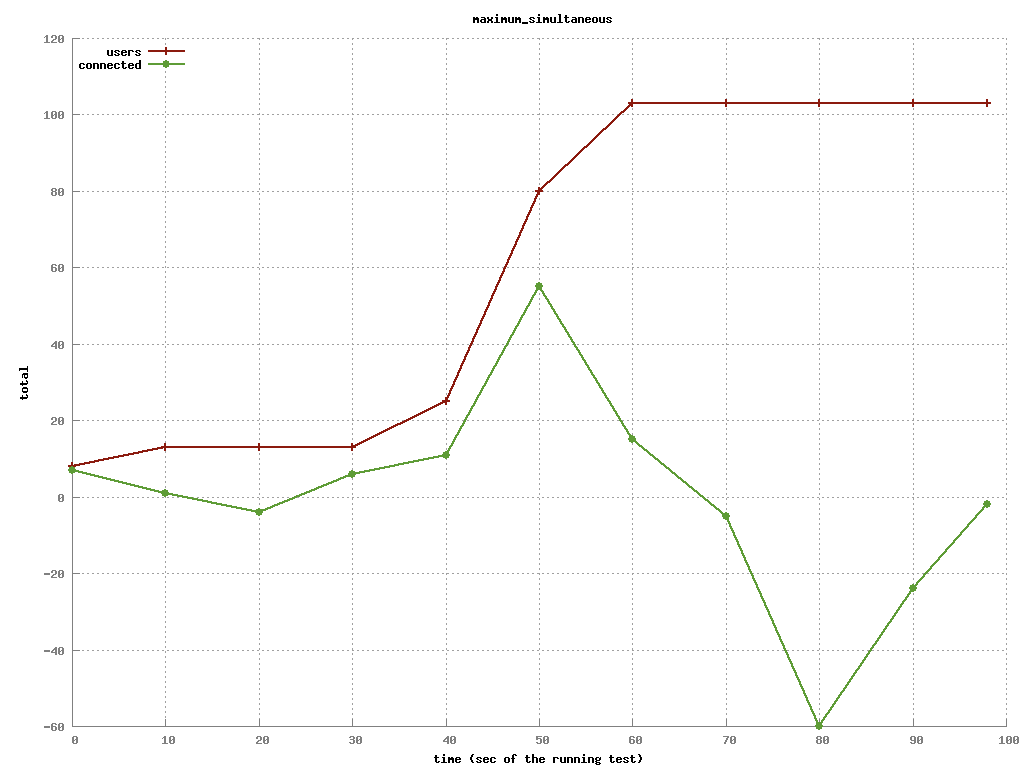 maximum_simultaneous
users
connected
120
100
80
60
40
20
0
-20
-40
-60
total
0 10 20 30 40 50 60 70 80 90 100
time (sec of the running test)